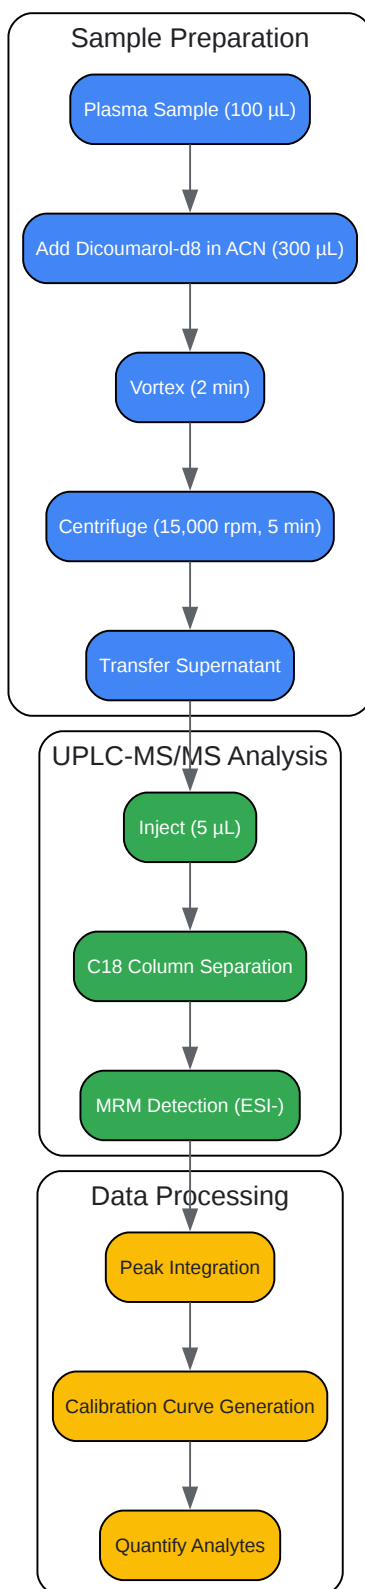 Sample Preparation
Plasma Sample (100 µL)
Add Dicoumarol-d8 in ACN (300 µL)
Vortex (2 min)
Centrifuge (15,000 rpm, 5 min)
Transfer Supernatant
UPLC-MS/MS Analysis
Inject (5 µL)
C18 Column Separation
MRM Detection (ESI-)
Data Processing
Peak Integration
Calibration Curve Generation
Quantify Analytes